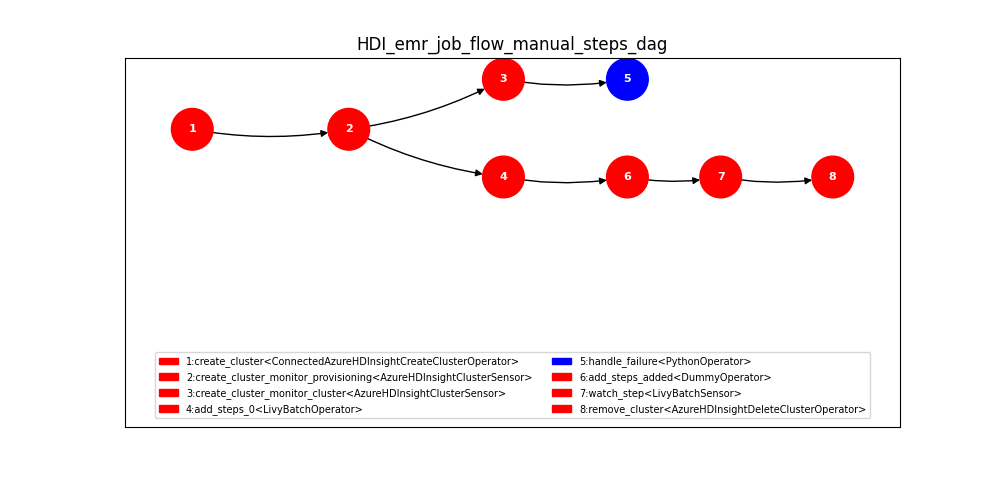 HDI_emr_job_flow_manual_steps_dag
3
5
1
2
4
6
7
8
1:create_cluster<ConnectedAzureHDInsightCreateClusterOperator>
2:create_cluster_monitor_provisioning<AzureHDInsightClusterSensor>
3:create_cluster_monitor_cluster<AzureHDInsightClusterSensor>
4:add_steps_0<LivyBatchOperator>
5:handle_failure<PythonOperator>
6:add_steps_added<DummyOperator>
7:watch_step<LivyBatchSensor>
8:remove_cluster<AzureHDInsightDeleteClusterOperator>